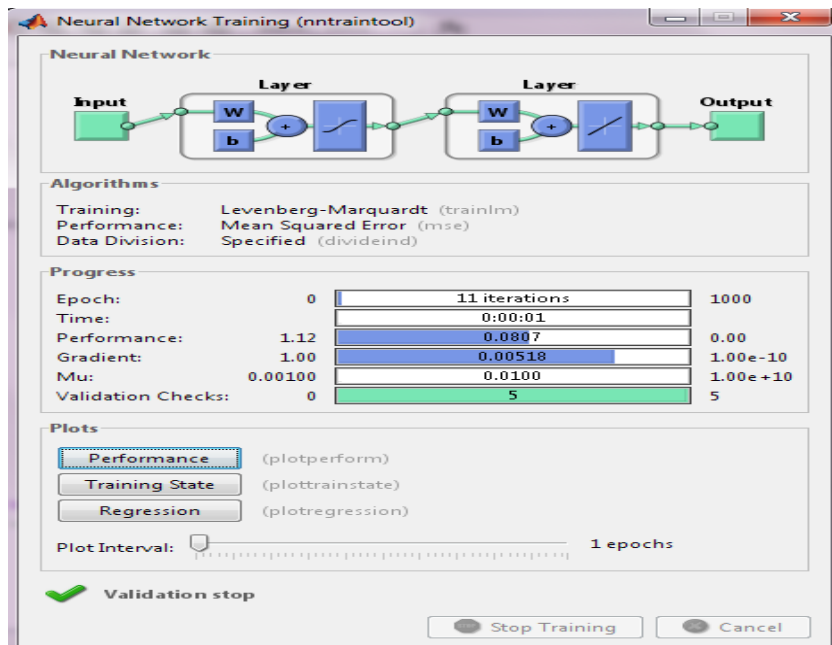 Neural Network Training (nntraintool)
Neural Network
Layer Layer
Input Output
W W
+ +
b b
Algorithms
Training: Levenberg-Marquardt (trainlm)
Performance: Mean Squared Error (mse)
Data Division: Specified (divideind)
Progress
Epoch: 0 11 iterations 1000
Time: 0:00:01
Performance: 1.12 0.0807 0.00
Gradient: 1.00 0.00518 1.00e-10
Mu: 0.00100 0.0100 1.00e+10
Validation Checks: 0 5 5
Plots
Performance (plotperform)
Training State (plottrainstate)
Regression (plotregression)
Plot Interval: 1 epochs
Validation stop
Stop Training Cancel